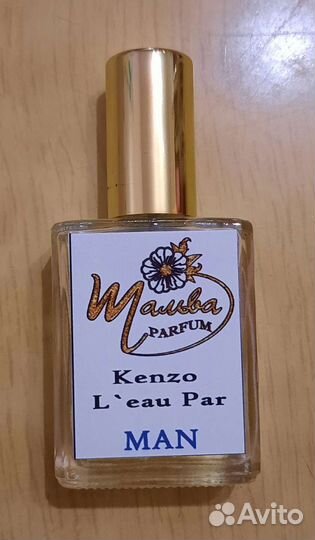 Мальва
PARFUM
Kenzo
L`eau Par
MAN
Avito